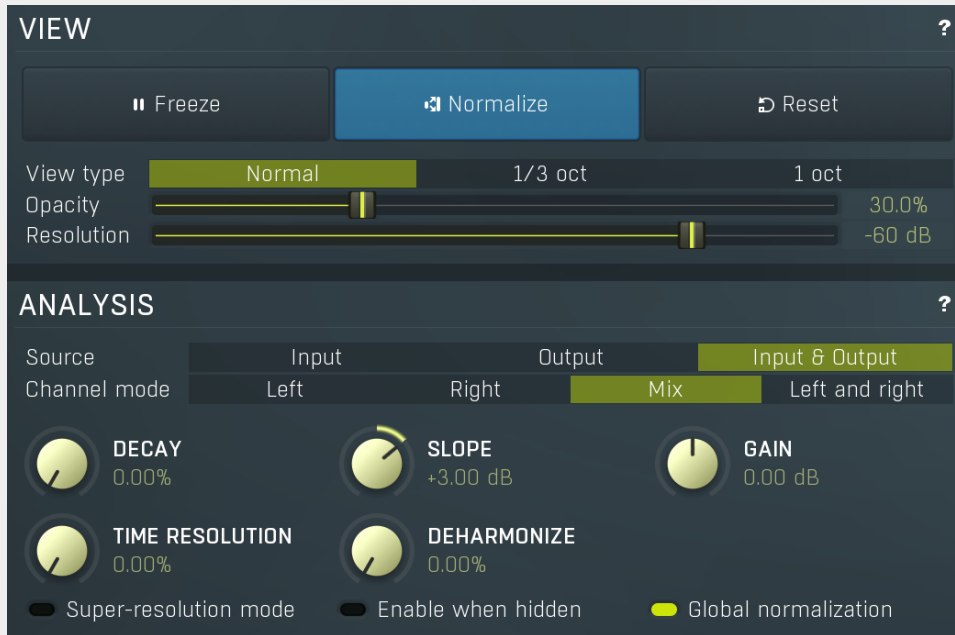 VIEW ?
Freeze Normalize Reset
View type Normal 1/3 oct 1 oct
Opacity 30.0%
Resolution -60 dB
ANALYSIS ?
Source Input Output Input & Output
Channel mode Left Right Mix Left and right
DECAY SLOPE GAIN
0.00% +3.00 dB 0.00 dB
TIME RESOLUTION DEHARMONIZE
0.00% 0.00%
Super-resolution mode Enable when hidden Global normalization